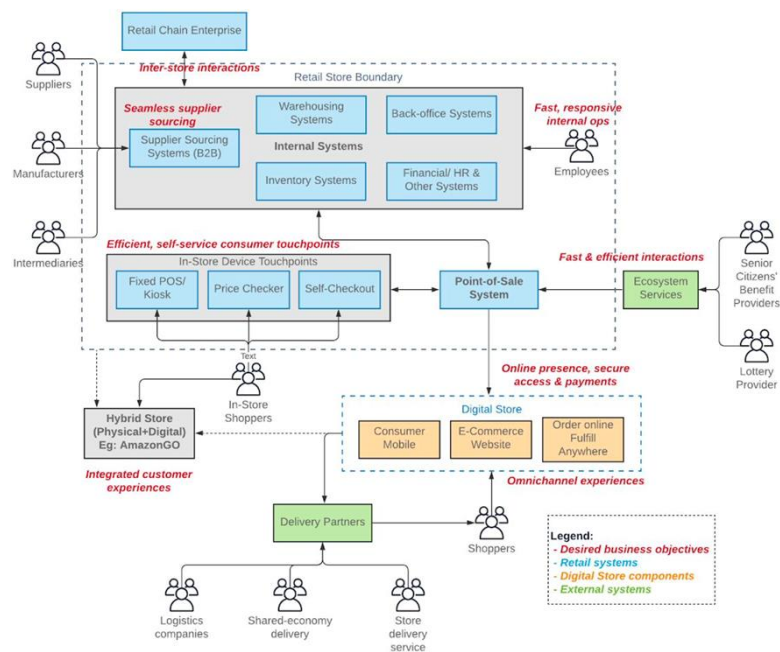 Retail Chain Enterprise
Inter-store interactions
Suppliers
Retail Store Boundary
Seamless supplier
sourcing
Warehousing
Systems
Back-office Systems
Fast, responsive
internal ops
Supplier Sourcing
Systems (B2B)
Internal Systems
Manufacturers
Employees
Inventory Systems
Financial/ HR &
Other Systems
Intermediaries
Efficient, self-service consumer touchpoints
Fast & efficient interactions
In-Store Device Touchpoints
Fixed POS/
Kiosk
Price Checker
Self-Checkout
Point-of-Sale
System
Ecosystem
Services
Senior
Citizens'
Benefit
Providers
Text
Lottery
Provider
In-Store
Shoppers
Online presence, secure
access & payments
Hybrid Store
(Physical+Digital)
Eg: AmazonGO
Digital Store
Consumer
Mobile
E-Commerce
Website
Order online
Fulfill
Anywhere
Integrated customer
experiences
Omnichannel experiences
Delivery Partners
Shoppers
Legend:
- Desired business objectives
- Retail systems
- Digital Store components
- External systems
Logistics
companies
Shared-economy
delivery
Store
delivery
service